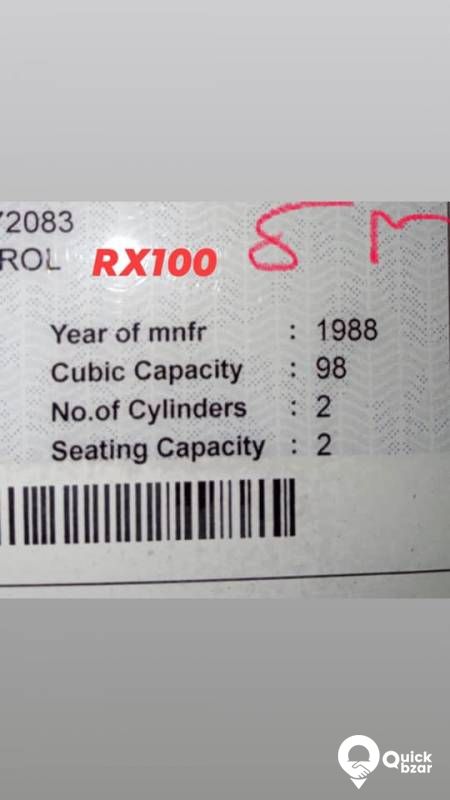 72083
ROL RX100
Year of mnfr : 1988
Cubic Capacity : 98
No.of Cylinders : 2
Seating Capacity : 2
Quick
bzar